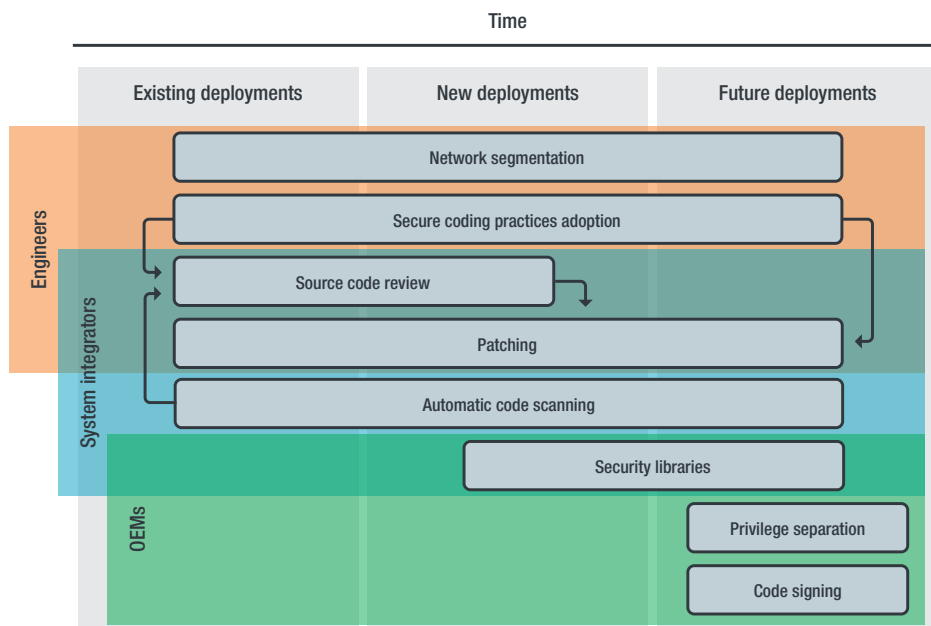 Time
Existing deployments
New deployments
Future deployments
Engineers
System integrators
OEMs
Network segmentation
Secure coding practices adoption
Source code review
Patching
Automatic code scanning
Security libraries
Privilege separation
Code signing